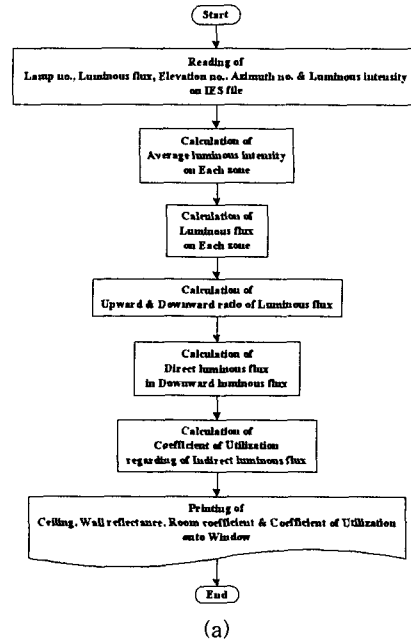 Start
Reading of
Lamp no., Luminous flux, Elevation no., Azimuth no. & Luminous intensity
on IES file
Calculation of
Average luminous intensity
on Each zone
Calculation of
Luminous flux
on Each zone
Calculation of
Upward & Downward ratio of Luminous flux
Calculation of
Direct luminous flux
in Downward luminous flux
Calculation of
Coefficient of Utilization
regarding of Indirect luminous flux
Printing of
Ceiling, Wall reflectance, Room coefficient & Coefficient of Utilization
onto Window
End
(a)